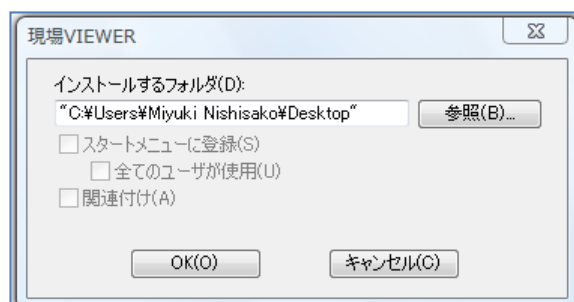 現場VIEWER
インストールするフォルダ(D):
"C:¥Users¥Miyuki Nishisako¥Desktop"
参照(B)...
スタートメニューに登録(S)
全てのユーザが使用(U)
関連付け(A)
OK(O)
キャンセル(C)